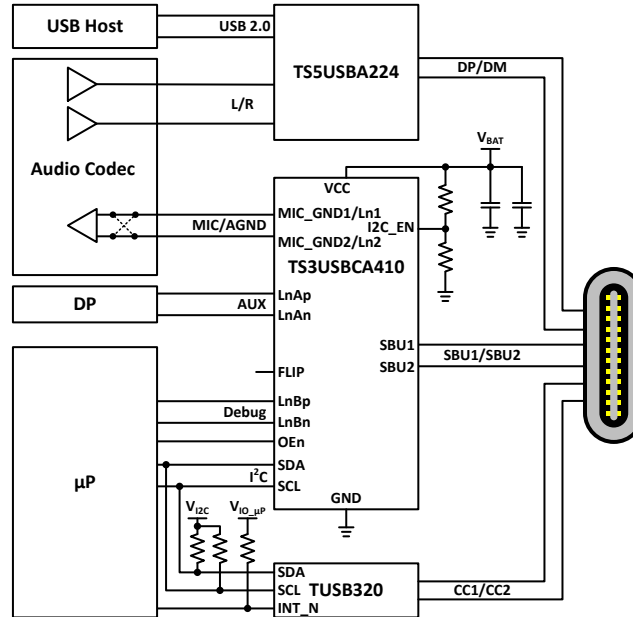 USB Host
USB 2.0
TS5USBA224
DP/DM
L/R
Audio Codec
VBAT
VCC
MIC_GND1/Ln1
MIC/AGND
I2C_EN
MIC_GND2/Ln2
TS3USBCA410
DP
LnAp
AUX
LnAn
SBU1
SBU1/SBU2
SBU2
FLIP
LnBp
Debug
LnBn
OEn
µP
SDA
I²C
SCL
GND
VI2C
VIO_µP
SDA
SCL
TUSB320
INT_N
CC1/CC2